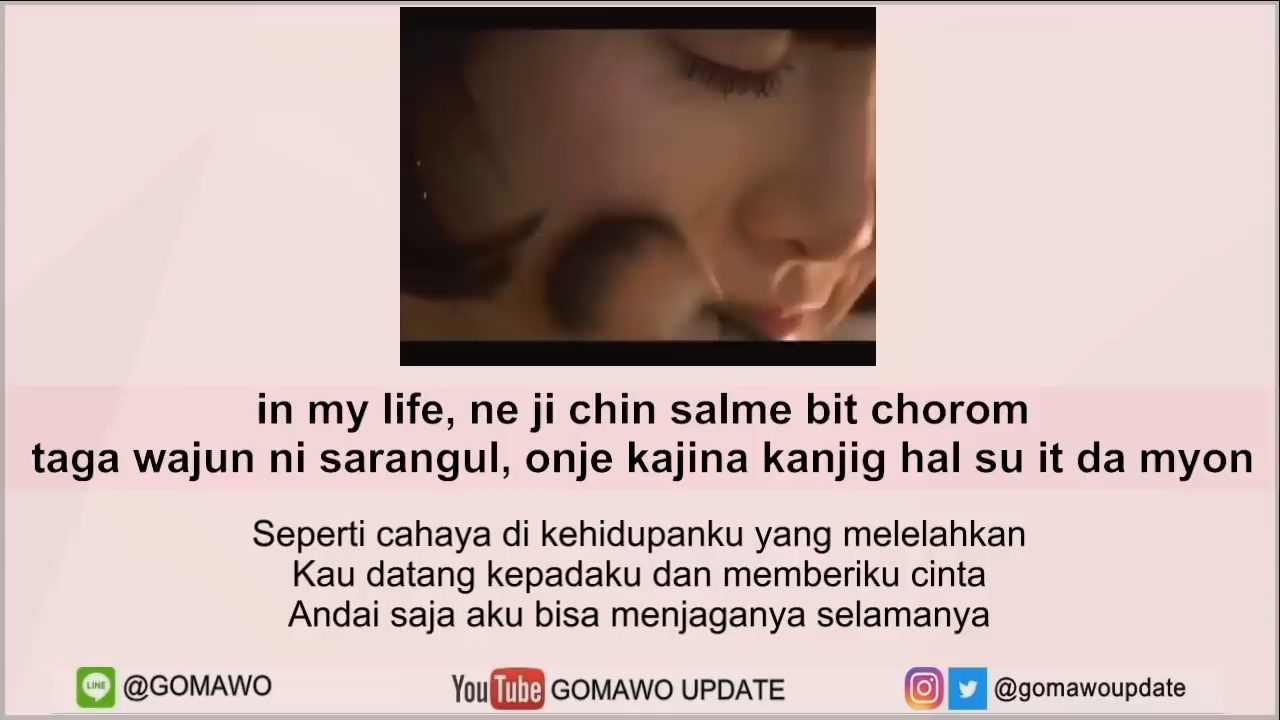 in my life, ne ji chin salme bit chorom
taga wajun ni sarangul, onje kajina kanjig hal su it da myon
Seperti cahaya di kehidupanku yang melelahkan
Kau datang kepadaku dan memberiku cinta
Andai saja aku bisa menjaganya selamanya
LINE @GOMAWO YouTube GOMAWO UPDATE @gomawoupdate